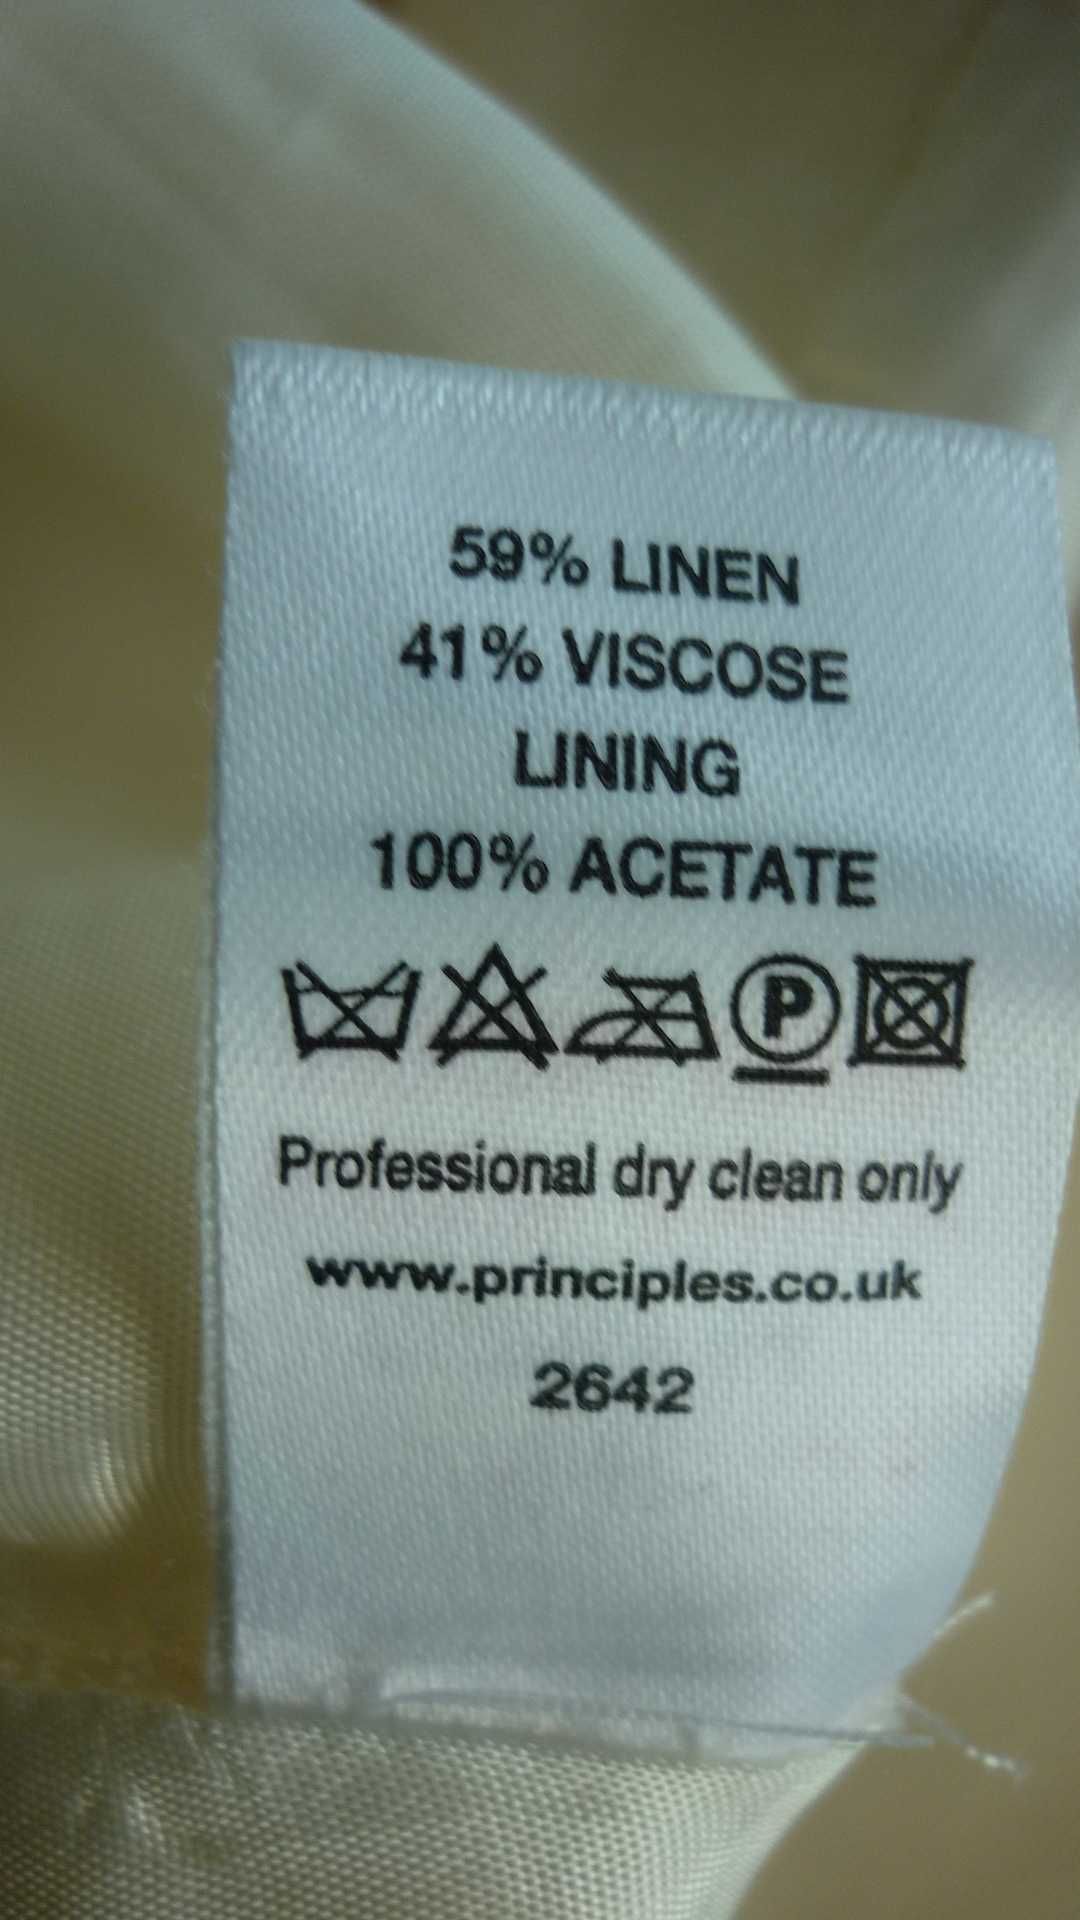 59% LINEN
41% VISCOSE
LINING
100% ACETATE
P
Professional dry clean only
www.principles.co.uk
2642